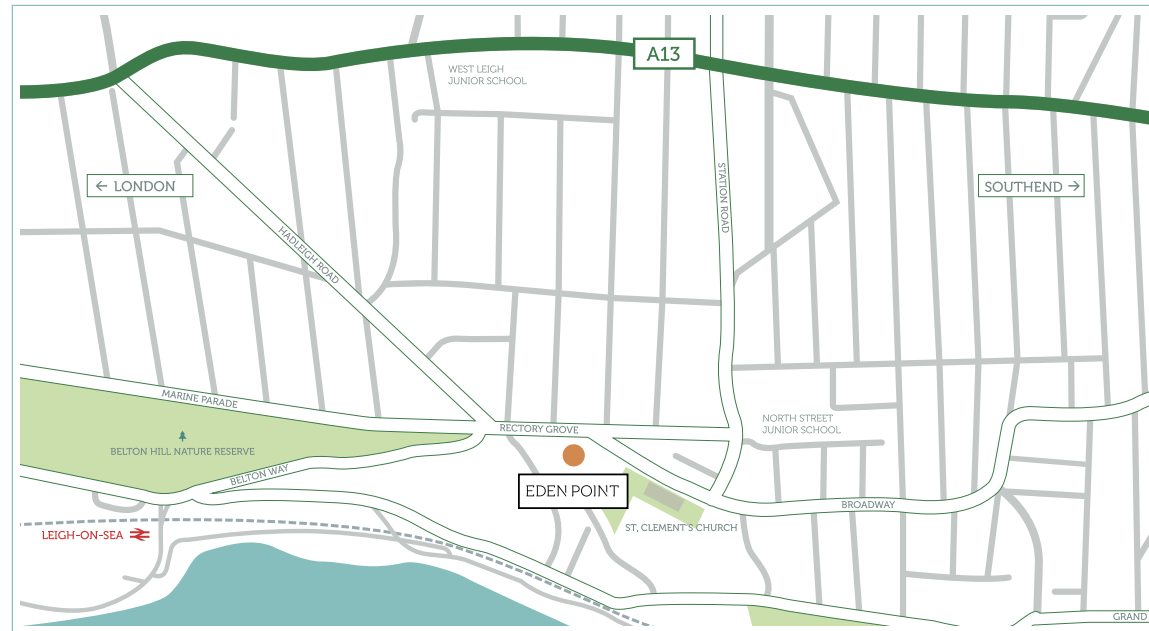 A13
WEST LEIGH
JUNIOR SCHOOL
← LONDON
SOUTHEND →
STATION ROAD
HADLEIGH ROAD
MARINE PARADE
RECTORY GROVE
NORTH STREET
JUNIOR SCHOOL
BELTON HILL NATURE RESERVE
BELTON WAY
EDEN POINT
BROADWAY
ST, CLEMENT'S CHURCH
LEIGH-ON-SEA
GRAND